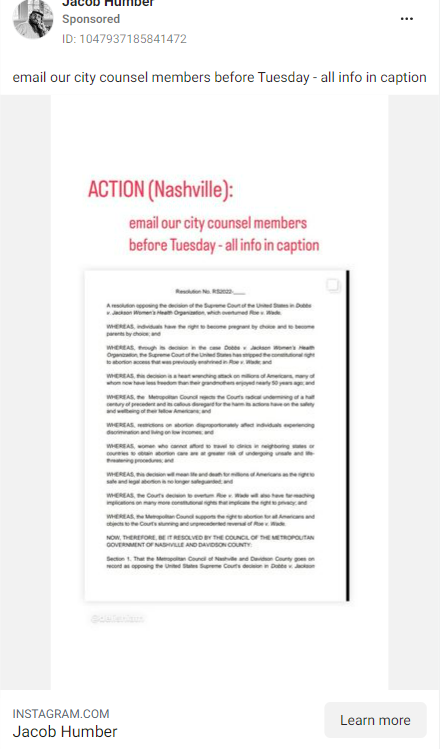 Jacob Humber
Sponsored
ID: 1047937185841472
email our city counsel members before Tuesday - all info in caption
ACTION (Nashville):
email our city counsel members
before Tuesday - all info in caption
Resolution No. RS2022-____
A resolution opposing the decision of the Supreme Court of the United States in Dobbs
v. Jackson Women's Health Organization, which overturned Roe v. Wade.
WHEREAS, individuals have the right to become pregnant by choice and to become
parents by choice; and
WHEREAS, through its decision in the case Dobbs v. Jackson Women's Health
Organization, the Supreme Court of the United States has stripped the constitutional right
to abortion access that was previously enshrined in Roe v. Wade; and
WHEREAS, this decision is a heart wrenching attack on millions of Americans, many of
whom now have less freedom than their grandmothers enjoyed nearly 50 years ago; and
WHEREAS, the Metropolitan Council rejects the Court's radical undermining of a half
century of precedent and its callous disregard for the harm its actions have on the safety
and wellbeing of their fellow Americans; and
WHEREAS, restrictions on abortion disproportionately affect individuals experiencing
discrimination and living on low incomes; and
WHEREAS, women who cannot afford to travel to clinics in neighboring states or
countries to obtain abortion care are at greater risk of undergoing unsafe and life-
threatening procedures; and
WHEREAS, this decision will mean life and death for millions of Americans as the right to
safe and legal abortion is no longer safeguarded; and
WHEREAS, the Court's decision to overturn Roe v. Wade will also have far-reaching
implications on many more constitutional rights that implicate the right to privacy; and
WHEREAS, the Metropolitan Council supports the right to abortion for all Americans and
objects to the Court's stunning and unprecedented reversal of Roe v. Wade.
NOW, THEREFORE, BE IT RESOLVED BY THE COUNCIL OF THE METROPOLITAN
GOVERNMENT OF NASHVILLE AND DAVIDSON COUNTY:
Section 1. That the Metropolitan Council of Nashville and Davidson County goes on
record as opposing the United States Supreme Court's decision in Dobbs v. Jackson
INSTAGRAM.COM
Jacob Humber
Learn more